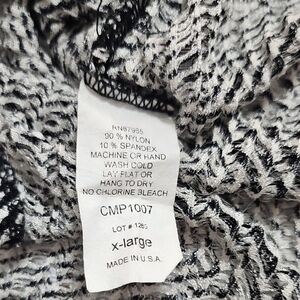 90 % NYLON
10 % SPANDEX
MACHINE OR HAND
WASH COLD
LAY FLAT OR
HANG TO DRY
NO CHLORINE BLEACH
CMP1007
LOT #
x-large
MADE IN U.S.A.